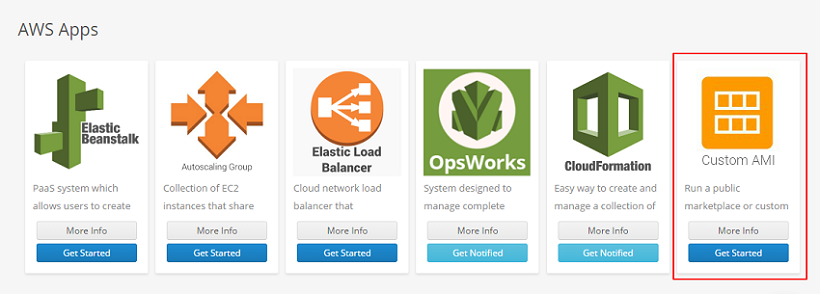 AWS Apps
Elastic
Beanstalk
PaaS system which
allows users to create
More Info
Get Started
Autoscaling Group
Collection of EC2
instances that share
More Info
Get Started
Elastic Load
Balancer
Cloud network load
balancer that
More Info
Get Started
OpsWorks
System designed to
manage complete
More Info
Get Notified
CloudFormation
Easy way to create and
manage a collection of
More Info
Get Notified
Custom AMI
Run a public
marketplace or custom
More Info
Get Started